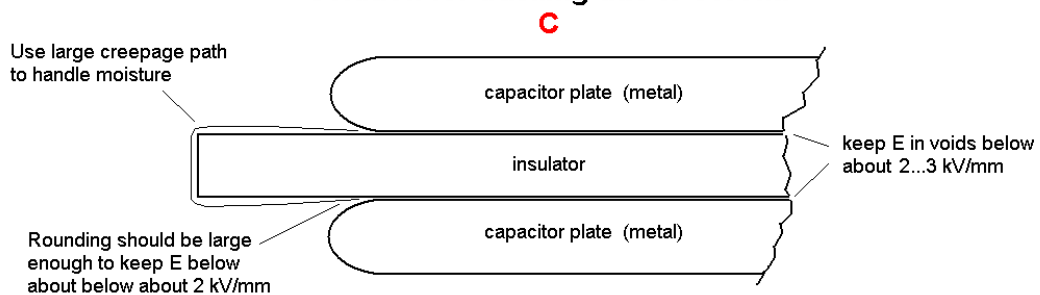 C
Use large creepage path
to handle moisture
capacitor plate (metal)
insulator
keep E in voids below
about 2...3 kV/mm
capacitor plate (metal)
Rounding should be large
enough to keep E below
about below about 2 kV/mm